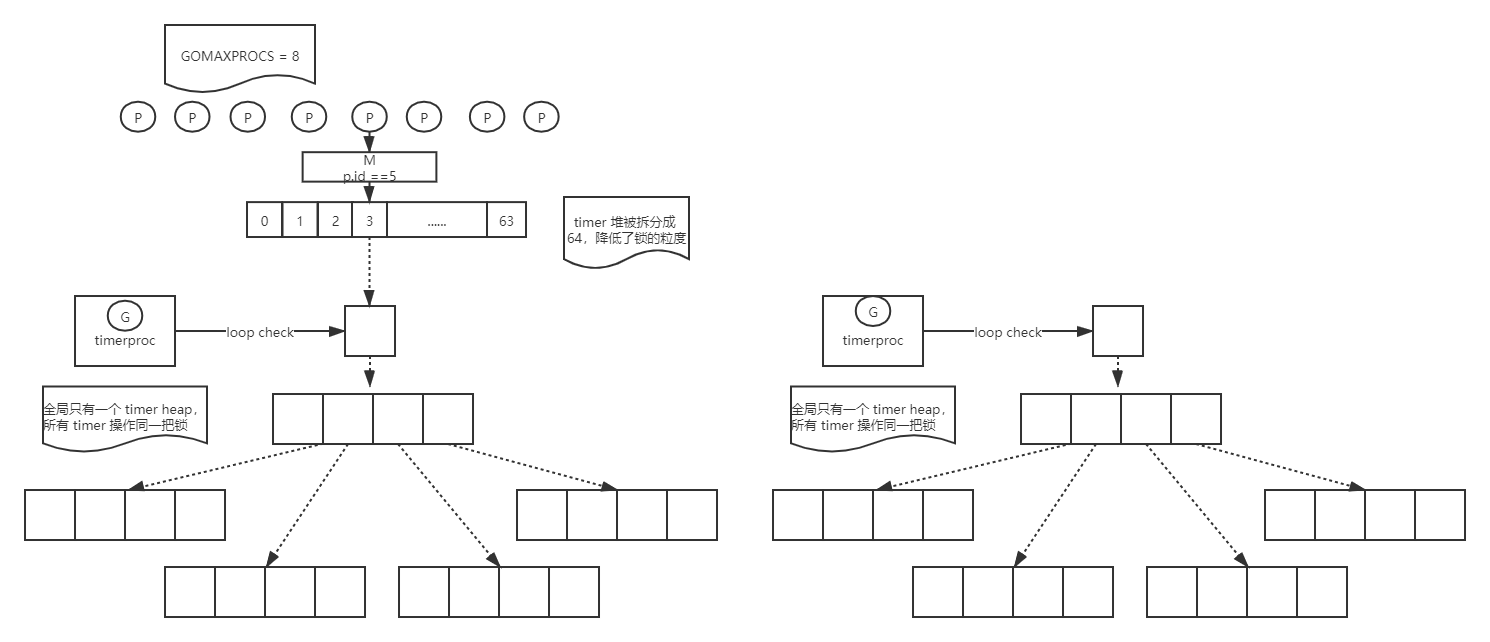 GOMAXPROCS = 8
P P P P P P P P
M
p.id ==5
0 1 2 3 ...... 63
timer 堆被拆分成
64，降低了锁的粒度
G
timerproc
loop check
全局只有一个 timer heap，
所有 timer 操作同一把锁
G
timerproc
loop check
全局只有一个 timer heap，
所有 timer 操作同一把锁